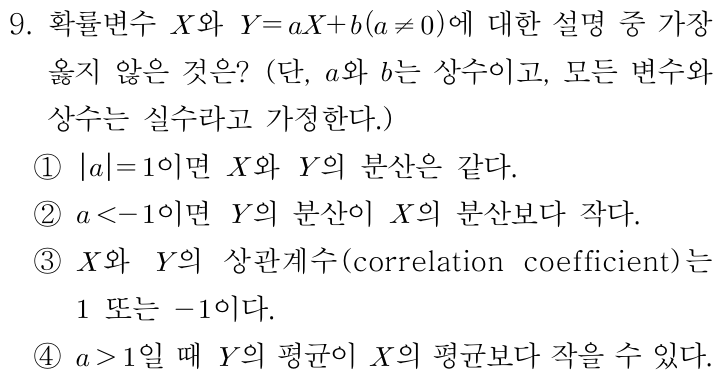 9. 확률변수 X와 Y=aX+b(a≠0)에 대한 설명 중 가장
옳지 않은 것은? (단, a와 b는 상수이고, 모든 변수와
상수는 실수라고 가정한다.)
① |a|=1이면 X와 Y의 분산은 같다.
② a<-1이면 Y의 분산이 X의 분산보다 작다.
③ X와 Y의 상관계수(correlation coefficient)는
1 또는 -1이다.
④ a>1일 때 Y의 평균이 X의 평균보다 작을 수 있다.